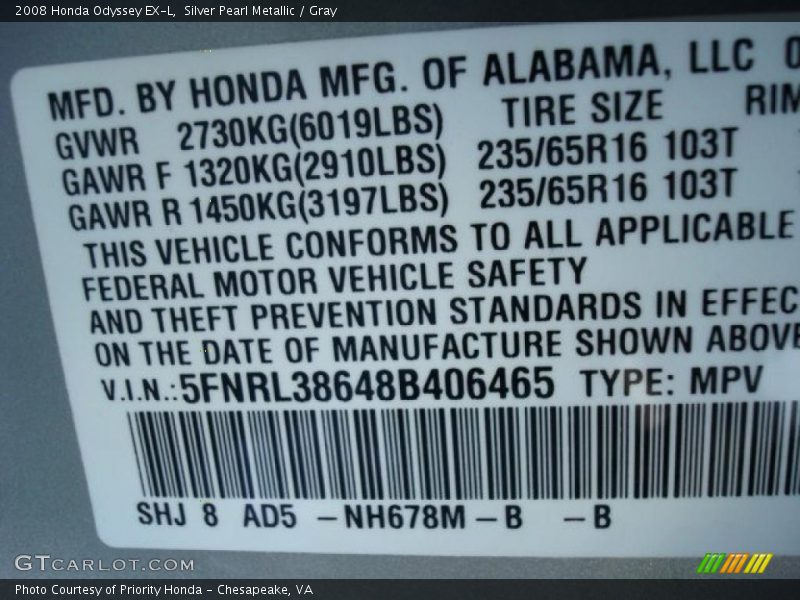 2008 Honda Odyssey EX-L,  Silver Pearl Metallic / Gray
MFD. BY HONDA MFG. OF ALABAMA, LLC
GVWR 2730KG(6019LBS) TIRE SIZE RIM
GAWR F 1320KG(2910LBS) 235/65R16 103T
GAWR R 1450KG(3197LBS) 235/65R16 103T
THIS VEHICLE CONFORMS TO ALL APPLICABLE
FEDERAL MOTOR VEHICLE SAFETY
AND THEFT PREVENTION STANDARDS IN EFFEC
ON THE DATE OF MANUFACTURE SHOWN ABOVE
V.I.N.:5FNRL38648B406465 TYPE: MPV
SHJ 8 AD5 –NH678M–B –B
GTCARLOT.COM
Photo Courtesy of Priority Honda - Chesapeake, VA